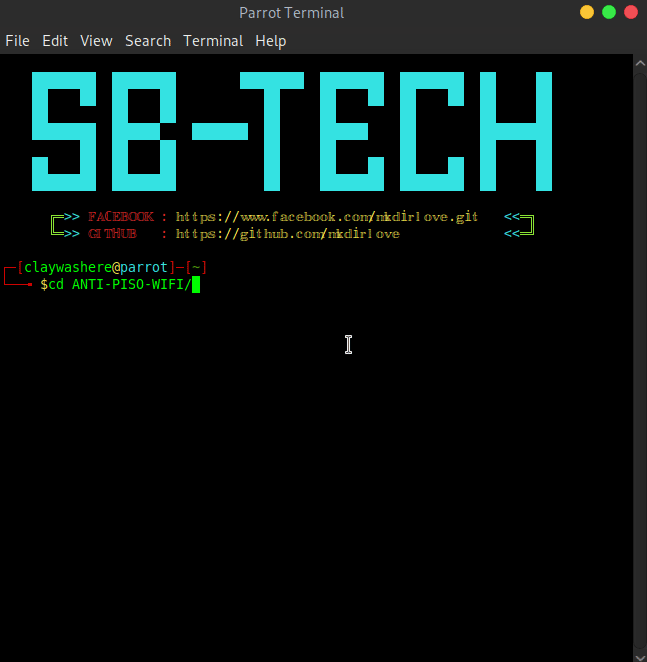 Parrot Terminal
File Edit View Search Terminal Help
SB-TECH
╔═>> FACEBOOK : https://www.facebook.com/mkdirlove.git <<═╗
╚═>> GITHUB : https://github.com/mkdirlove <<═╝
┌─[claywashere@parrot]─[~]
└──╼ $cd ANTI-PISO-WIFI/